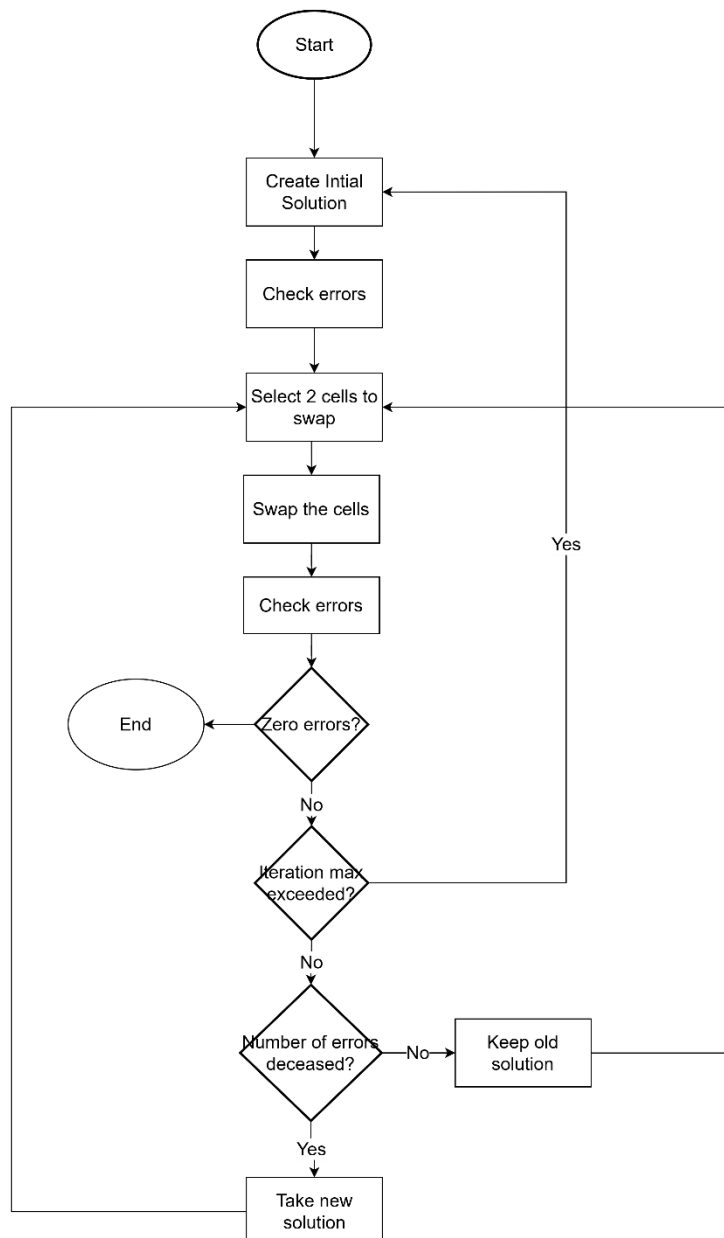 Start
Create Intial
Solution
Check errors
Select 2 cells to
swap
Swap the cells
Yes
Check errors
Zero errors?
End
No
Iteration max
exceeded?
No
Number of errors
deceased?
No
Keep old
solution
Yes
Take new
solution